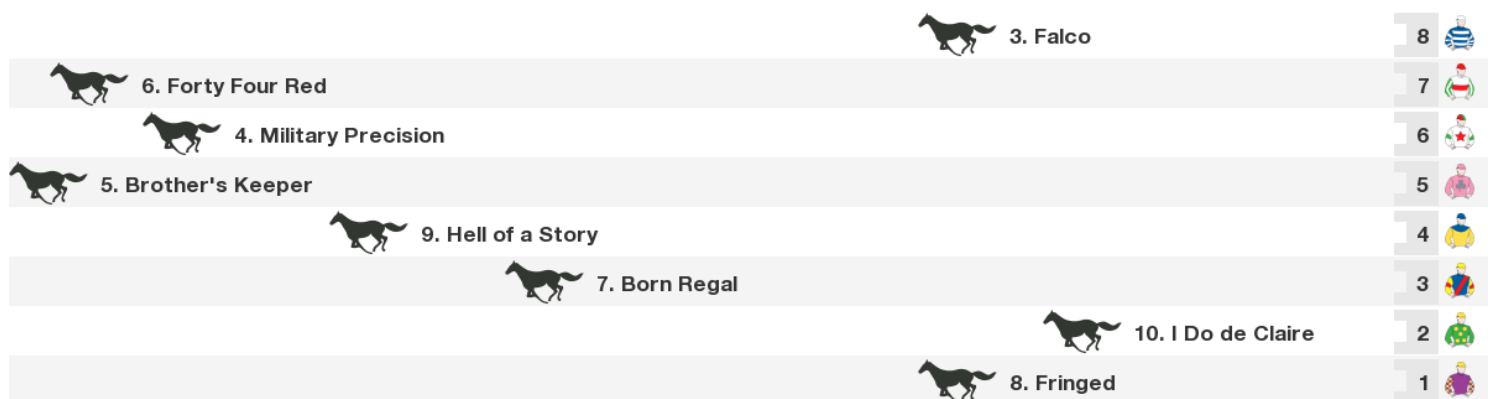 3. Falco 8
6. Forty Four Red 7
4. Military Precision 6
5. Brother's Keeper 5
9. Hell of a Story 4
7. Born Regal 3
10. I Do de Claire 2
8. Fringed 1